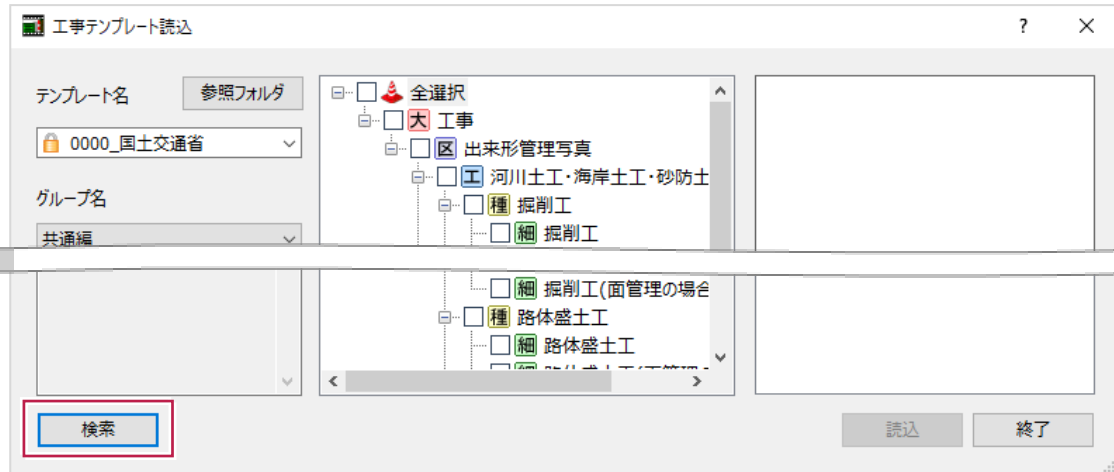 工事テンプレート読込
? ×
テンプレート名
参照フォルダ
0000_国土交通省
グループ名
共通編
検索
全選択
大 工事
区 出来形管理写真
工 河川土工・海岸土工・砂防土
種 掘削工
細 掘削工
細 掘削工(面管理の場合
種 路体盛土工
細 路体盛土工
読込
終了